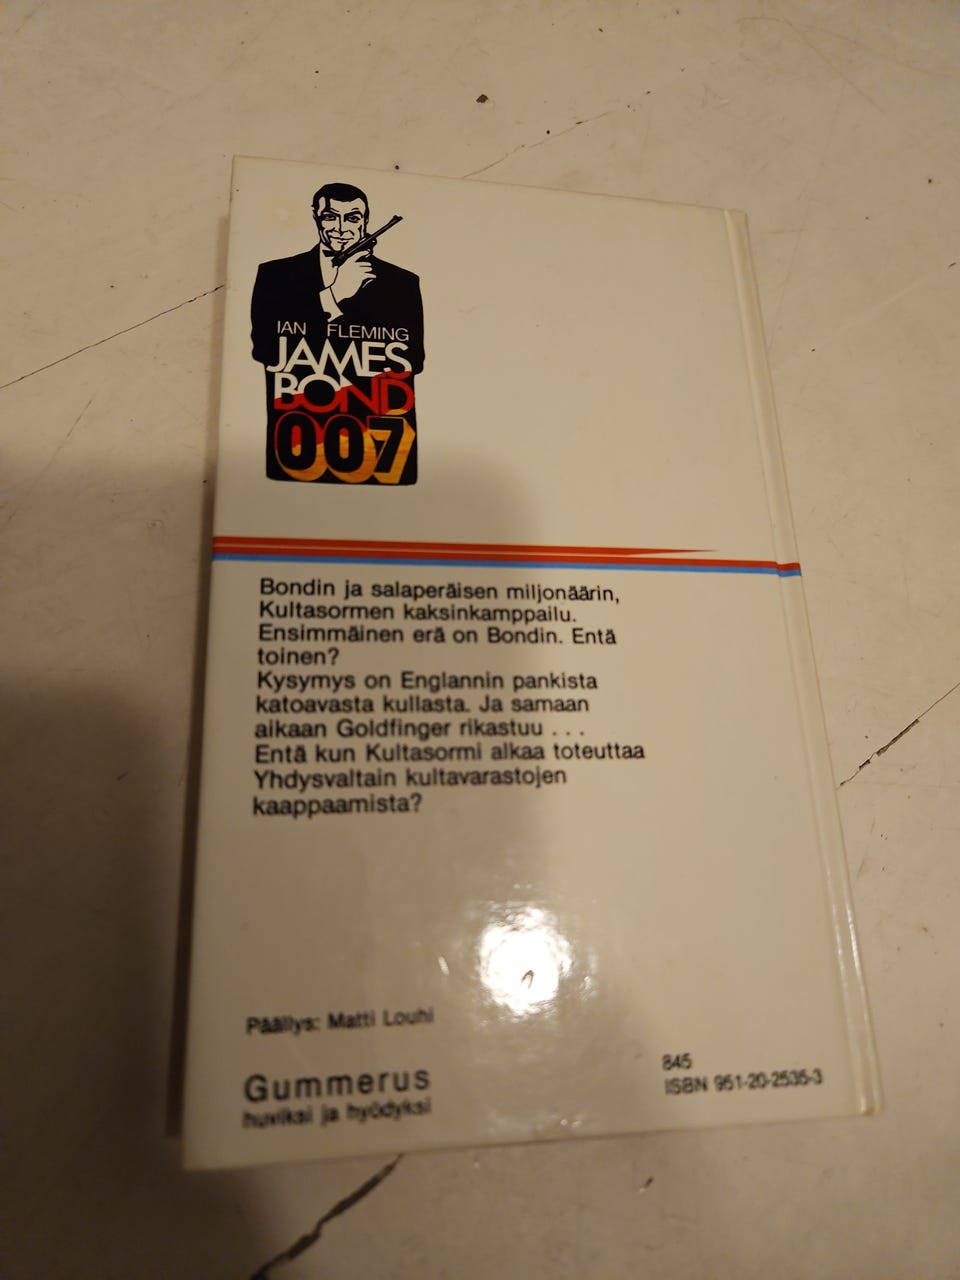 IAN FLEMING
JAMES
BOND
007
Bondin ja salaperäisen miljonäärin,
Kultasormen kaksinkamppailu.
Ensimmäinen erä on Bondin. Entä
toinen?
Kysymys on Englannin pankista
katoavasta kullasta. Ja samaan
aikaan Goldfinger rikastuu . . .
Entä kun Kultasormi alkaa toteuttaa
Yhdysvaltain kultavarastojen
kaappaamista?
Päällys: Matti Louhi
Gummerus
huviksi ja hyödyksi
845
ISBN 951-20-2535-3